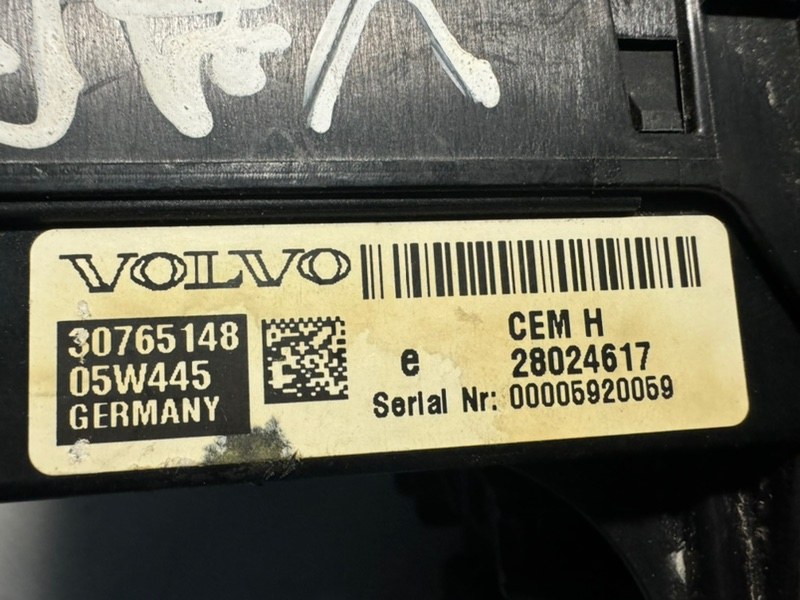 VOLVO
30765148
05W445
GERMANY
CEM H
e 28024617
Serial Nr: 00005920059